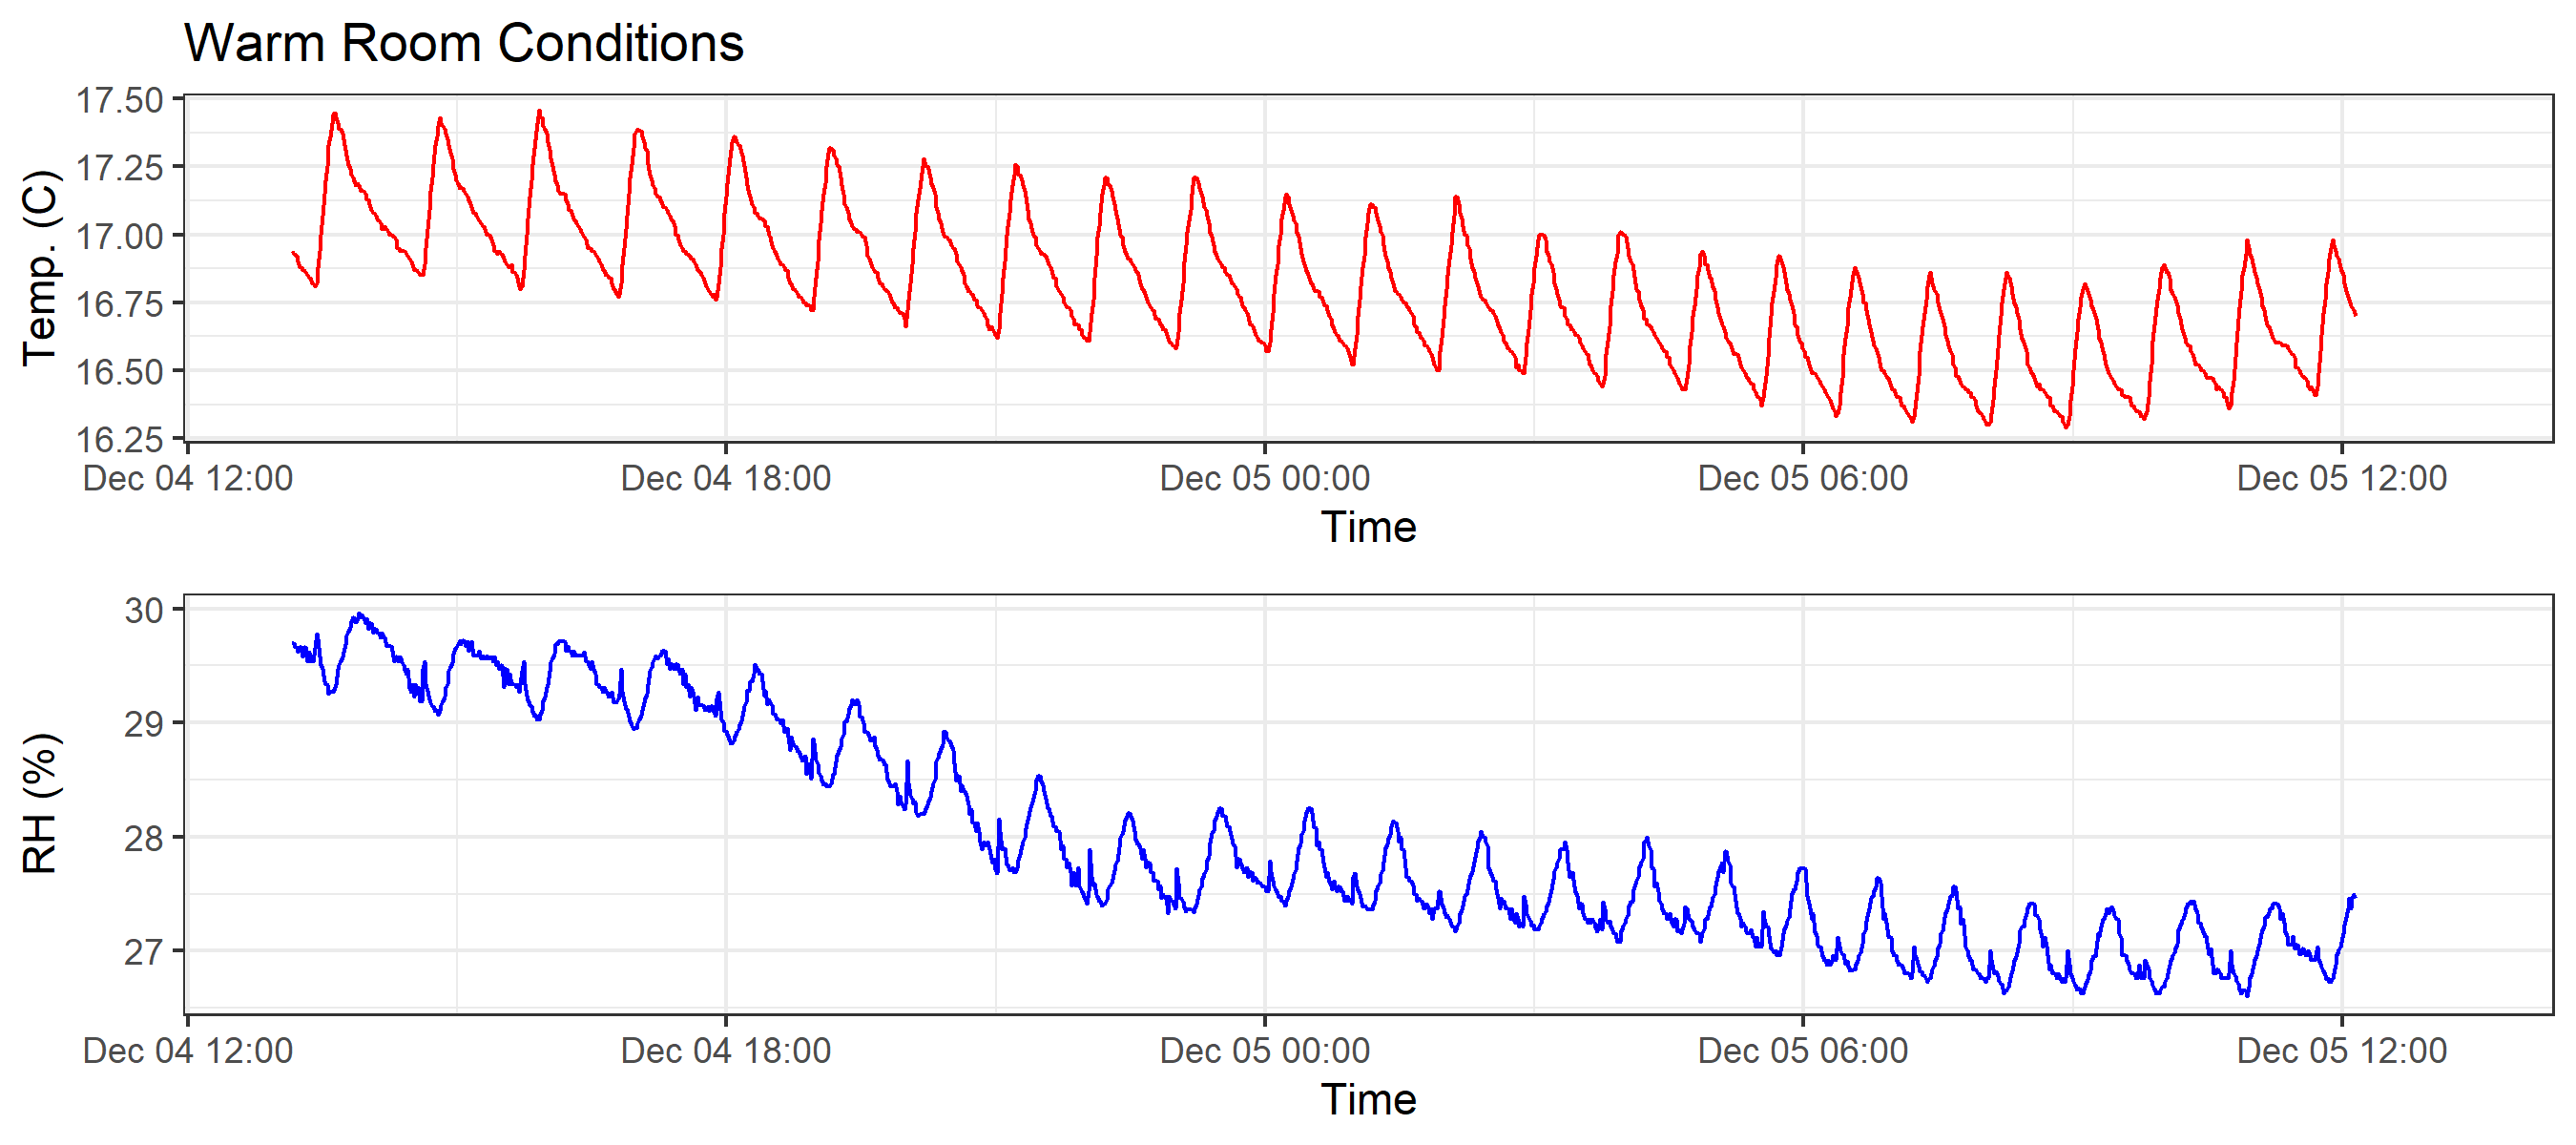 Warm Room Conditions
Temp. (C)
17.50
17.25
17.00
16.75
16.50
16.25
Dec 04 12:00 Dec 04 18:00 Dec 05 00:00 Dec 05 06:00 Dec 05 12:00
Time
RH (%)
30
29
28
27
Dec 04 12:00 Dec 04 18:00 Dec 05 00:00 Dec 05 06:00 Dec 05 12:00
Time